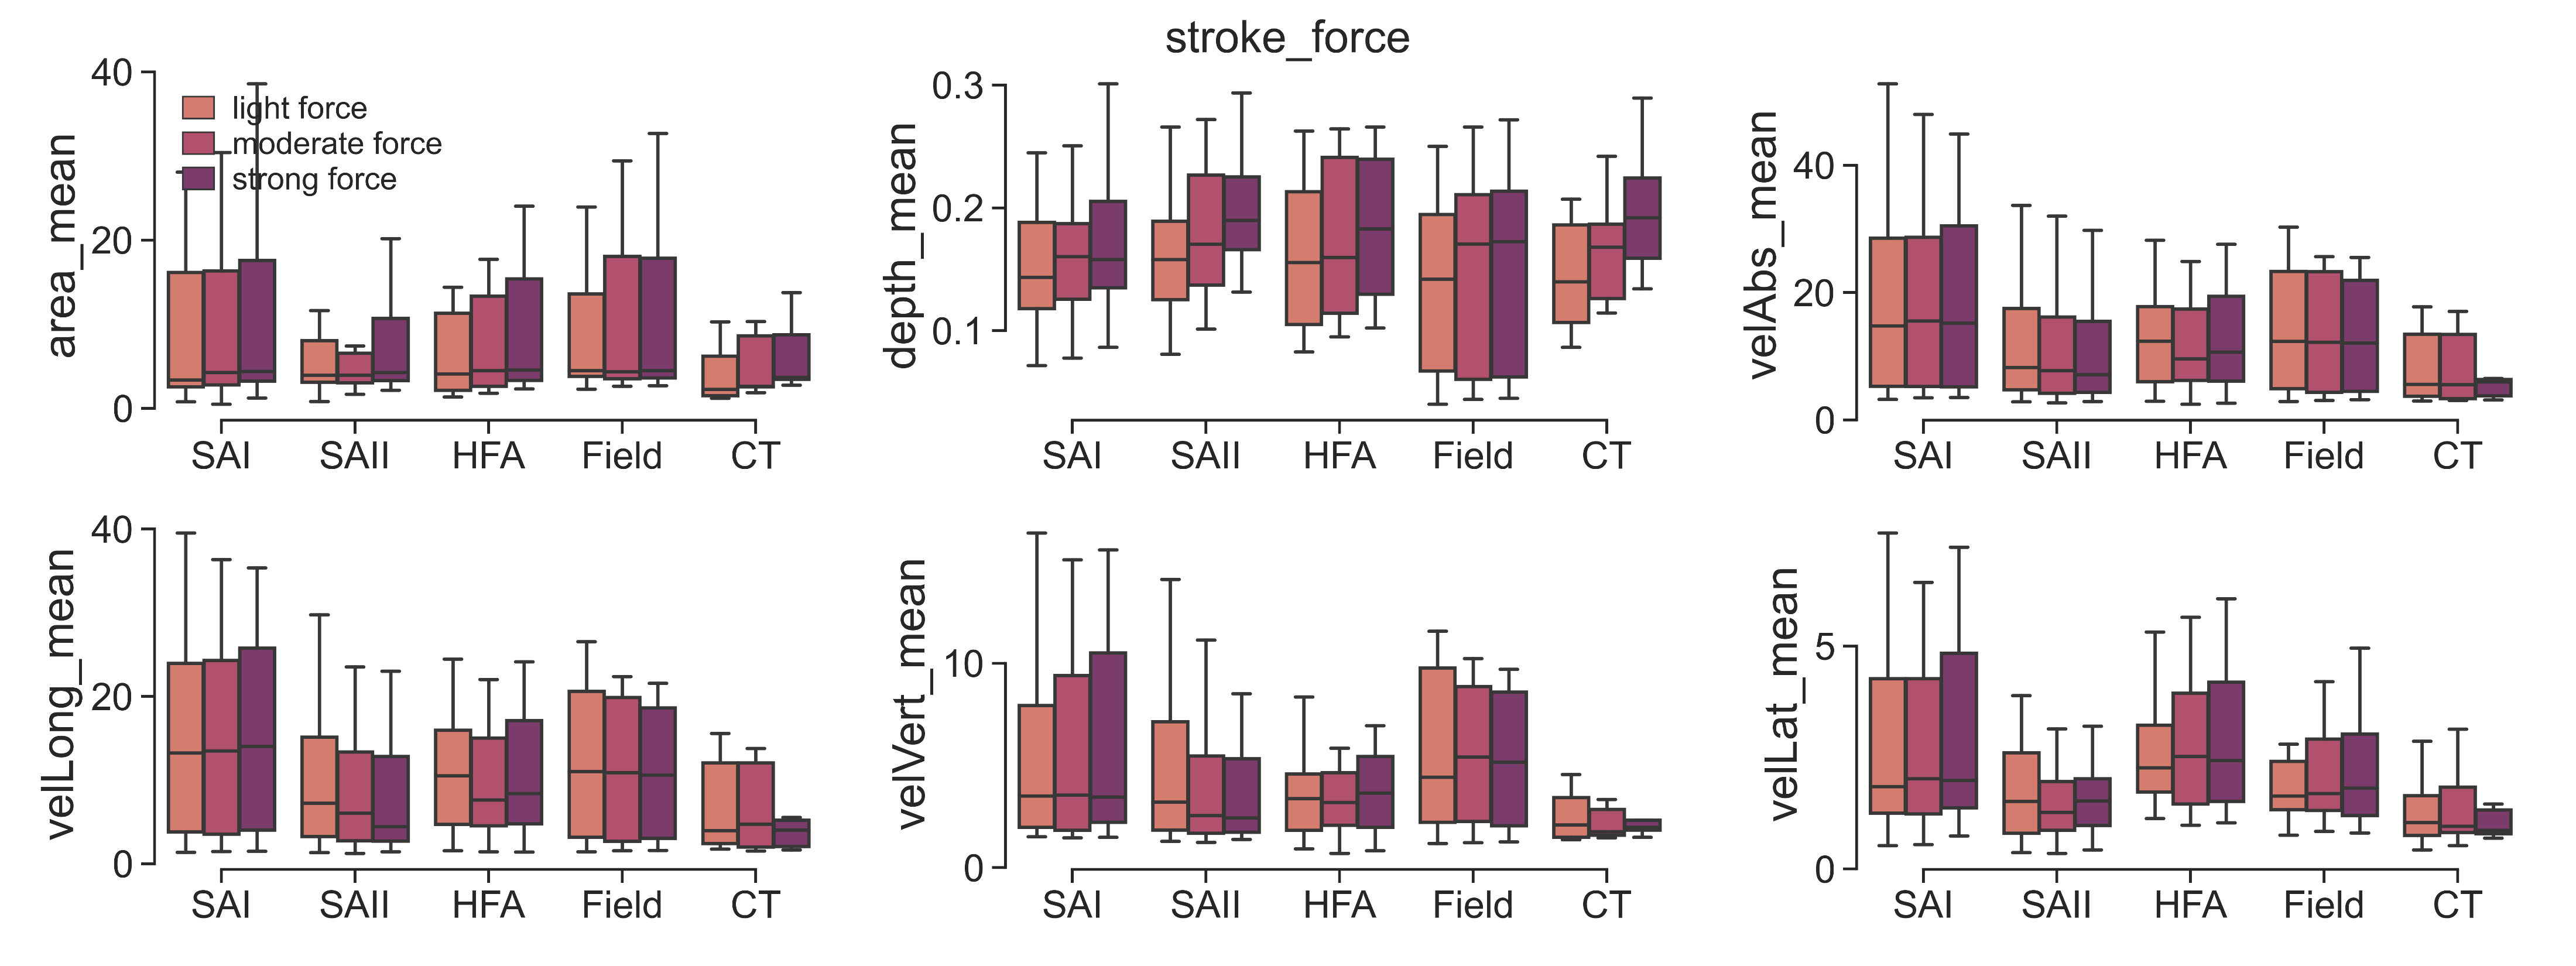 stroke_force
area_mean
40
20
0
light force
moderate force
strong force
SAI SAII HFA Field CT
depth_mean
0.3
0.2
0.1
SAI SAII HFA Field CT
velAbs_mean
40
20
0
SAI SAII HFA Field CT
velLong_mean
40
20
0
SAI SAII HFA Field CT
velVert_mean
10
0
SAI SAII HFA Field CT
velLat_mean
5
0
SAI SAII HFA Field CT